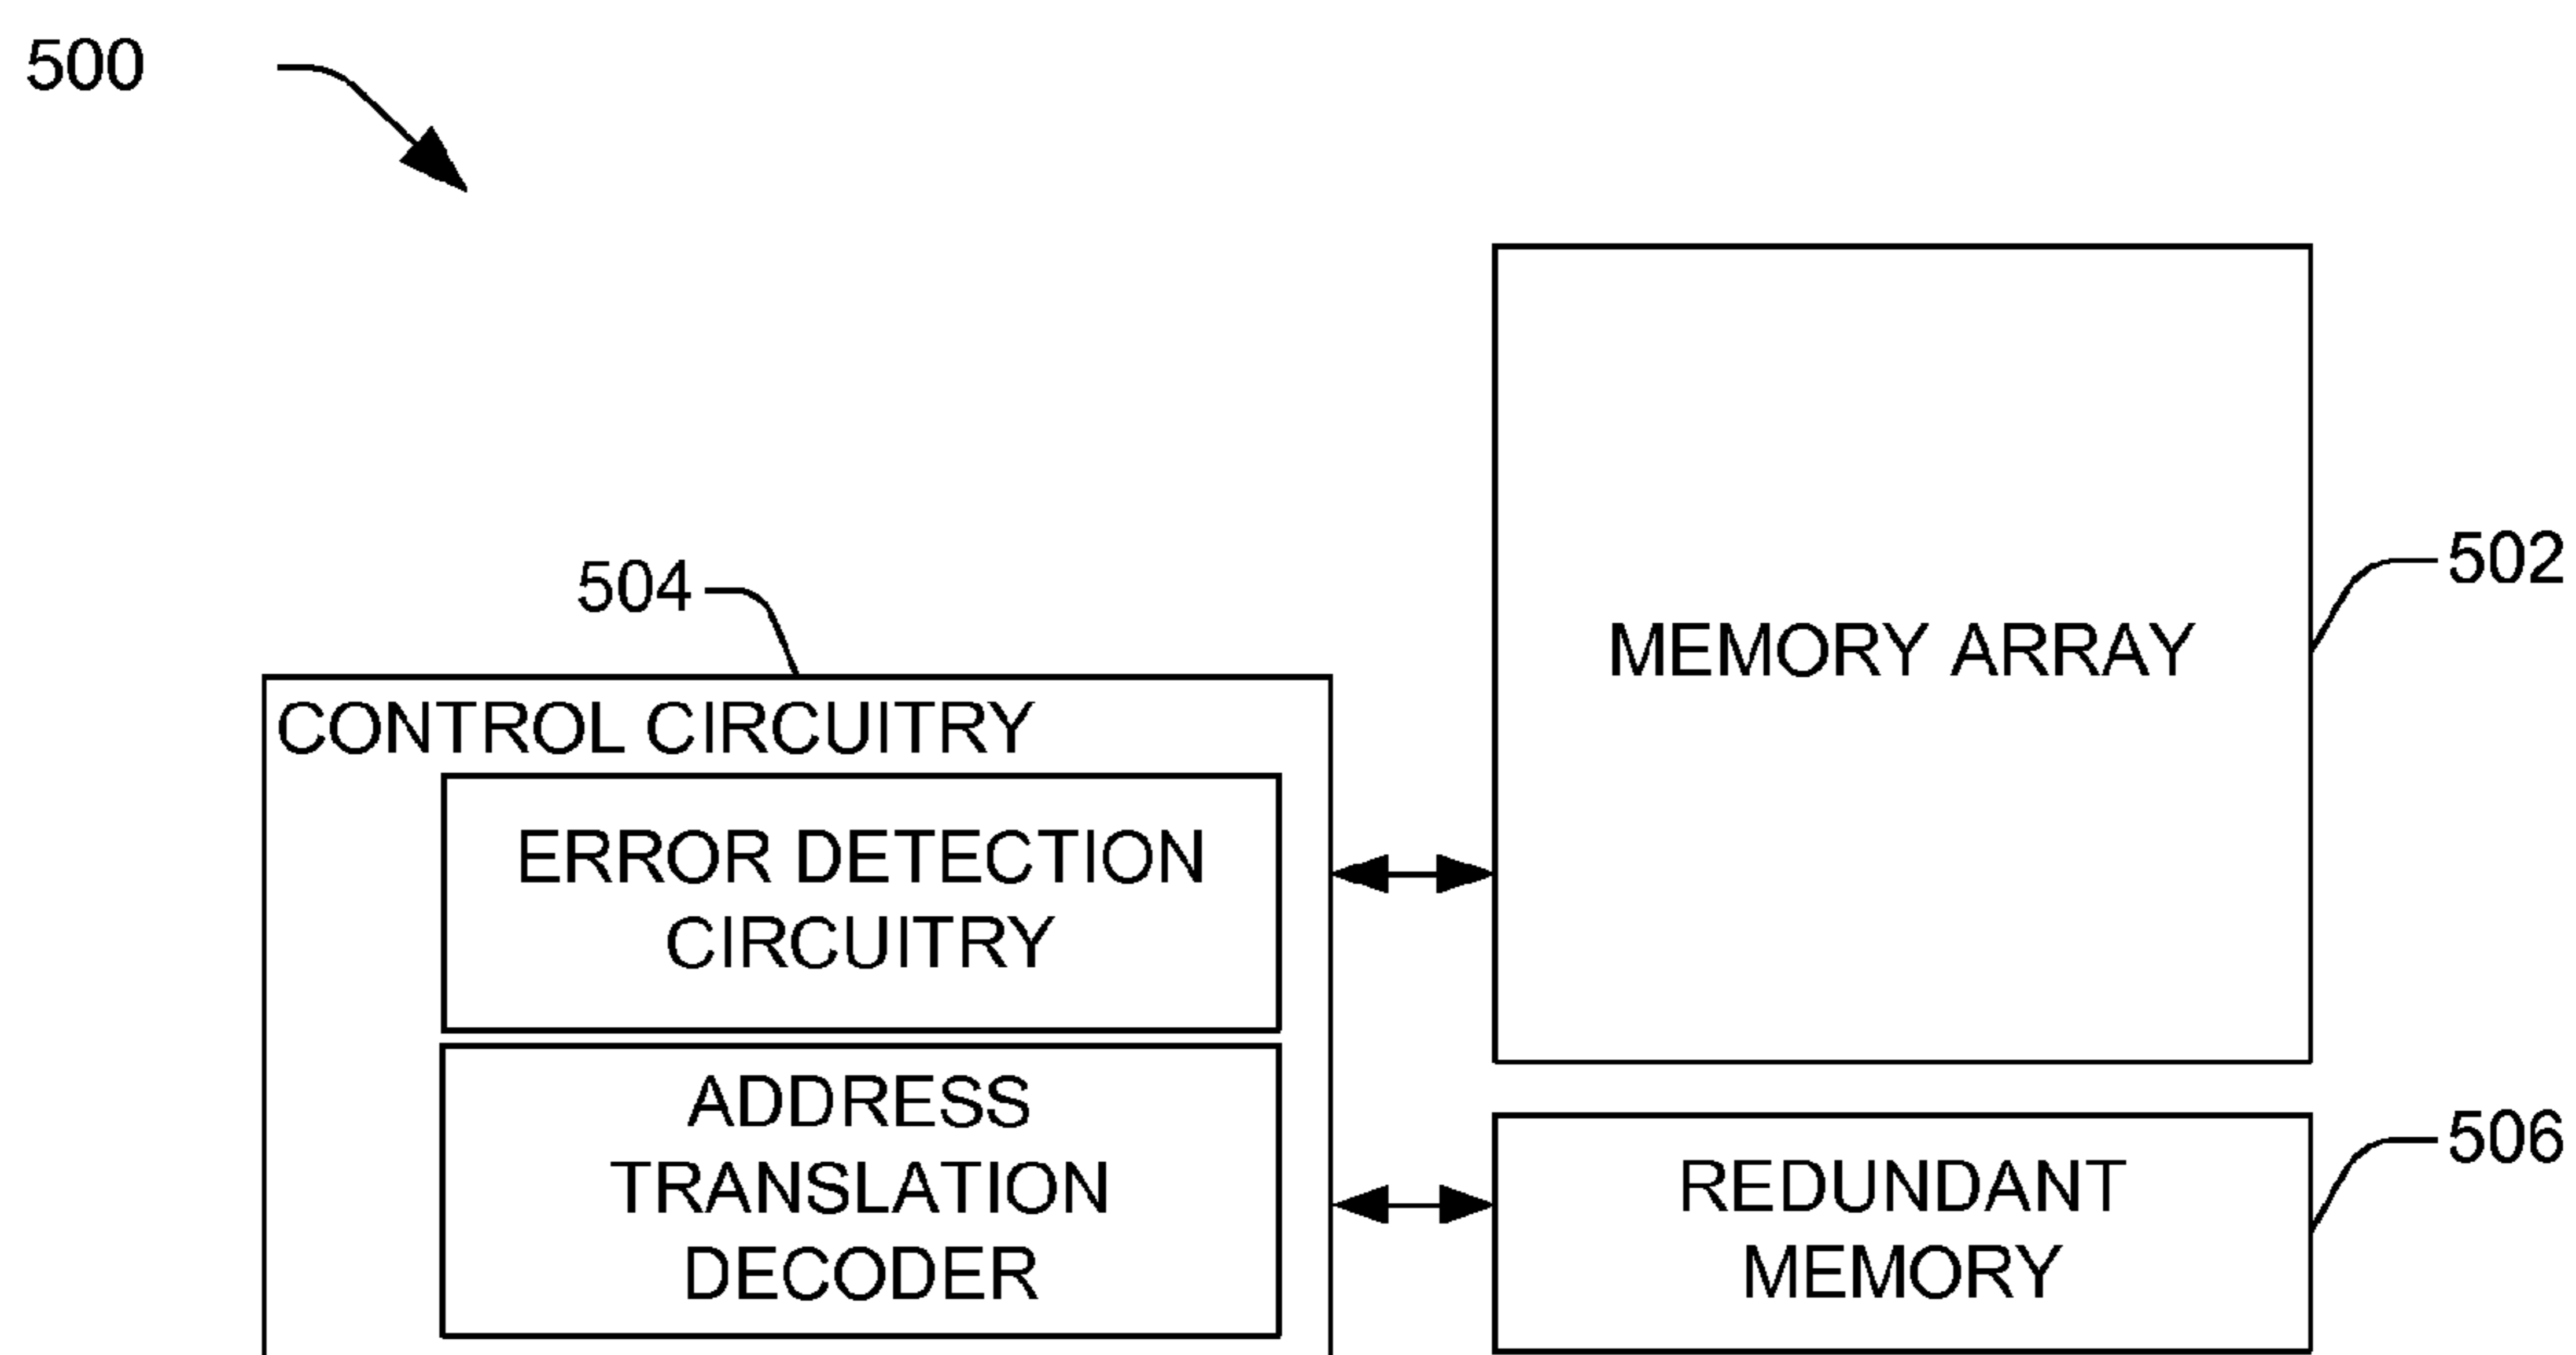 500
502
504
MEMORY ARRAY
CONTROL CIRCUITRY
ERROR DETECTION
CIRCUITRY
ADDRESS
TRANSLATION
DECODER
506
REDUNDANT
MEMORY